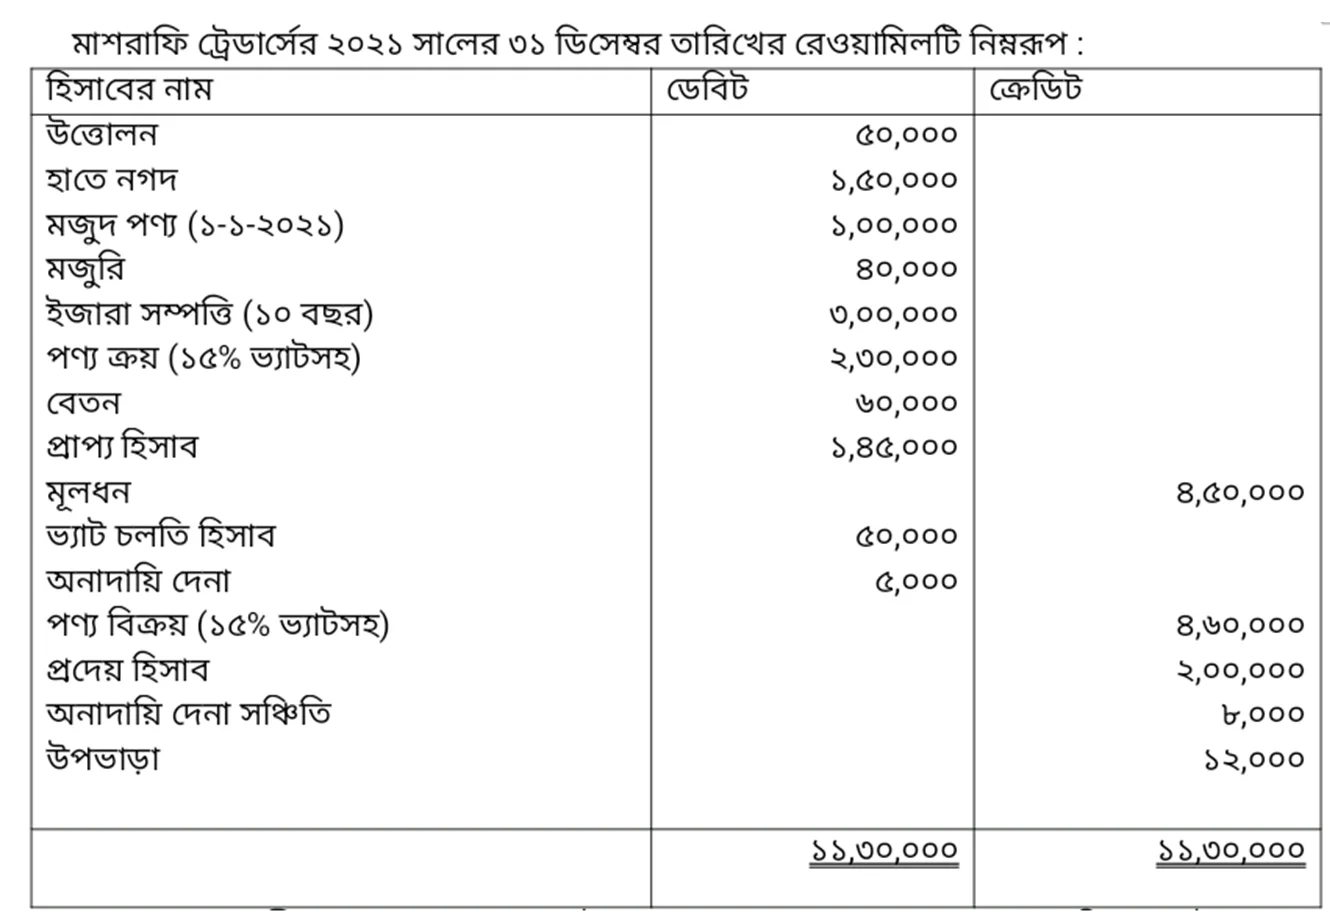 মাশরাফি ট্রেডার্সের ২০২১ সালের ৩১ ডিসেম্বর তারিখের রেওয়ামিলটি নিম্নরূপ :
হিসাবের নাম ডেবিট ক্রেডিট
উত্তোলন ৫০,০০০
হাতে নগদ ১,৫০,০০০
মজুদ পণ্য (১-১-২০২১) ১,০০,০০০
মজুরি ৪০,০০০
ইজারা সম্পত্তি (১০ বছর) ৩,০০,০০০
পণ্য ক্রয় (১৫% ভ্যাটসহ) ২,৩০,০০০
বেতন ৬০,০০০
প্রাপ্য হিসাব ১,৪৫,০০০
মূলধন ৪,৫০,০০০
ভ্যাট চলতি হিসাব ৫০,০০০
অনাদায়ি দেনা ৫,০০০
পণ্য বিক্রয় (১৫% ভ্যাটসহ) ৪,৬০,০০০
প্রদেয় হিসাব ২,০০,০০০
অনাদায়ি দেনা সঞ্চিতি ৮,০০০
উপভাড়া ১২,০০০
১১,৩০,০০০ ১১,৩০,০০০